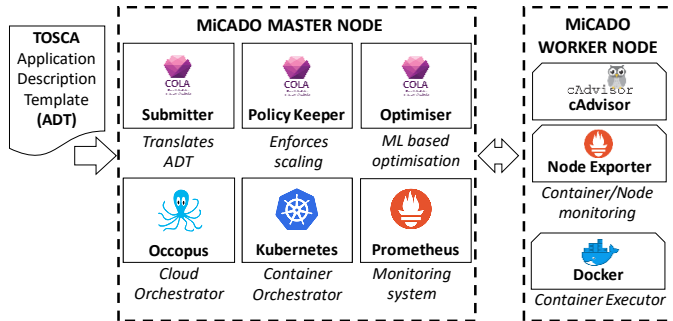 TOSCA
Application
Description
Template
(ADT)
MiCADO MASTER NODE
COLA
Submitter
Translates
ADT
COLA
Policy Keeper
Enforces
scaling
COLA
Optimiser
ML based
optimisation
Occopus
Cloud
Orchestrator
Kubernetes
Container
Orchestrator
Prometheus
Monitoring
system
MiCADO
WORKER NODE
cAdvisor
cAdvisor
Node Exporter
Container/Node
monitoring
Docker
Container Executor